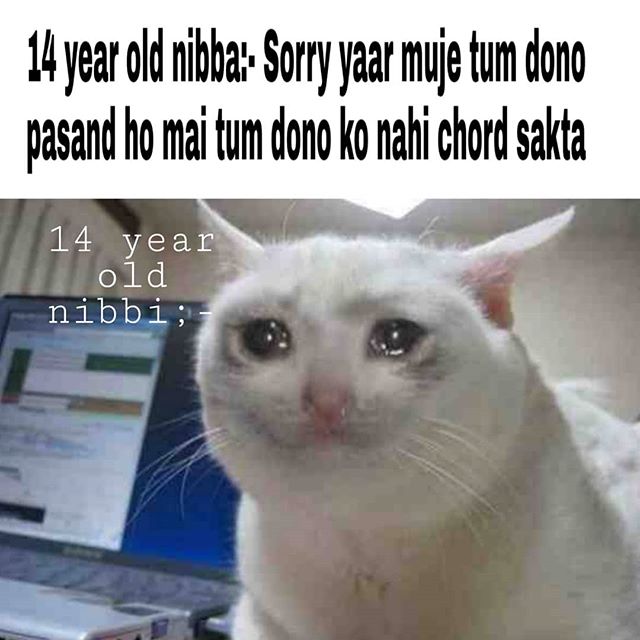 14 year old nibba:- Sorry yaar muje tum dono
pasand ho mai tum dono ko nahi chord sakta
14 year
old
nibbi;-